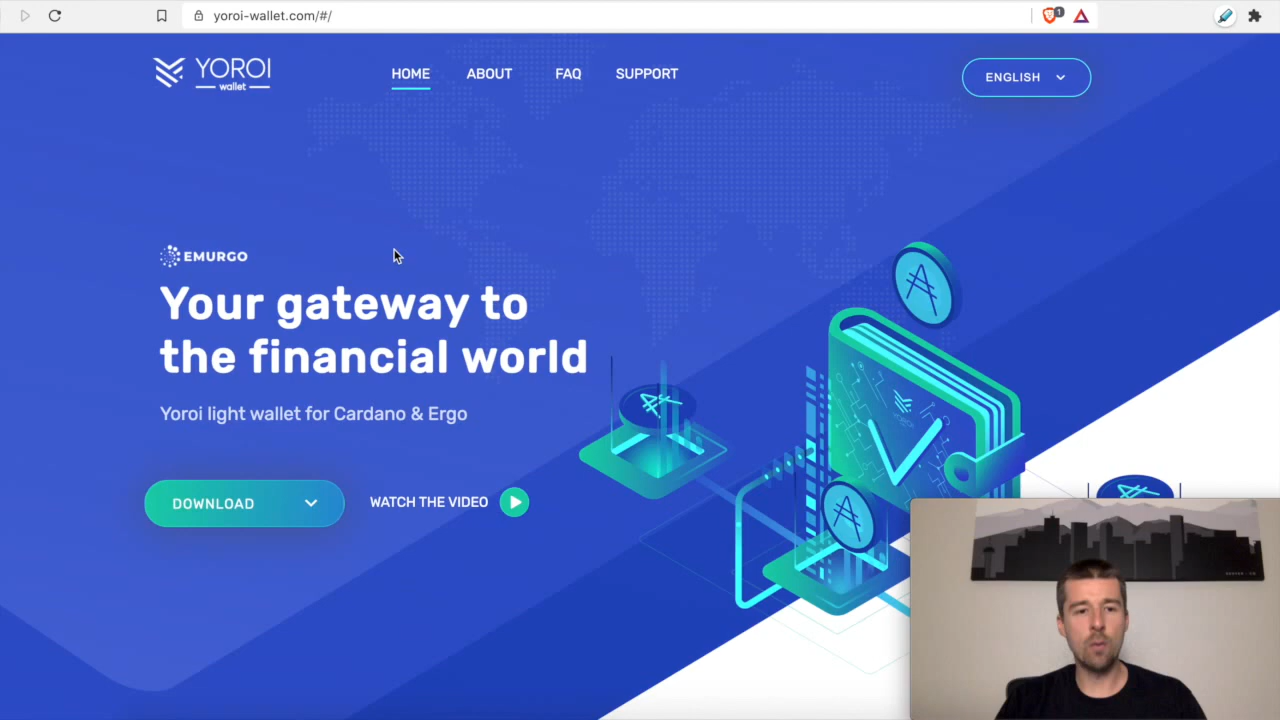 yoroi-wallet.com/#/
1
YOROI
wallet
HOME
ABOUT
FAQ
SUPPORT
ENGLISH
EMURGO
Your gateway to
the financial world
Yoroi light wallet for Cardano & Ergo
DOWNLOAD
WATCH THE VIDEO